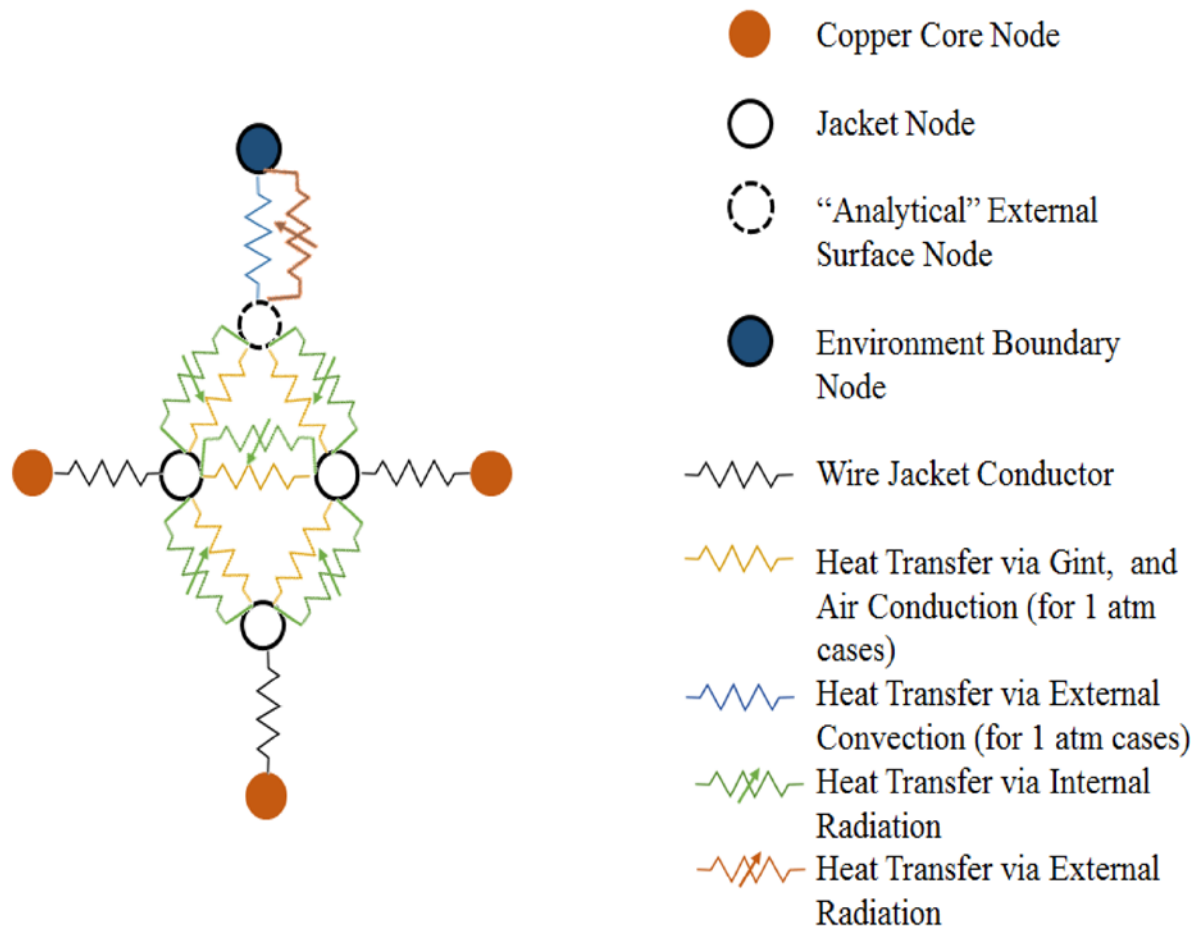 Copper Core Node
Jacket Node
“Analytical” External
Surface Node
Environment Boundary
Node
Wire Jacket Conductor
Heat Transfer via Gint, and
Air Conduction (for 1 atm
cases)
Heat Transfer via External
Convection (for 1 atm cases)
Heat Transfer via Internal
Radiation
Heat Transfer via External
Radiation